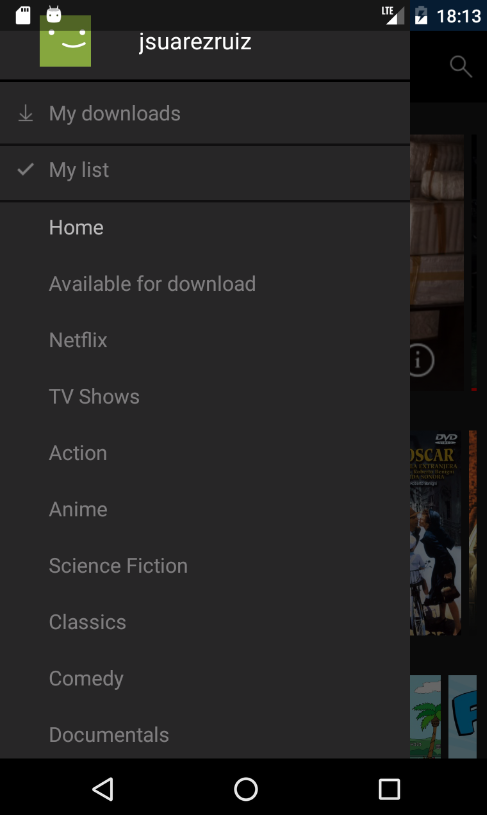 LTE 18:13
jsuarezruiz
My downloads
My list
Home
Available for download
Netflix
TV Shows
Action
Anime
Science Fiction
Classics
Comedy
Documentals
DVD
OSCAR